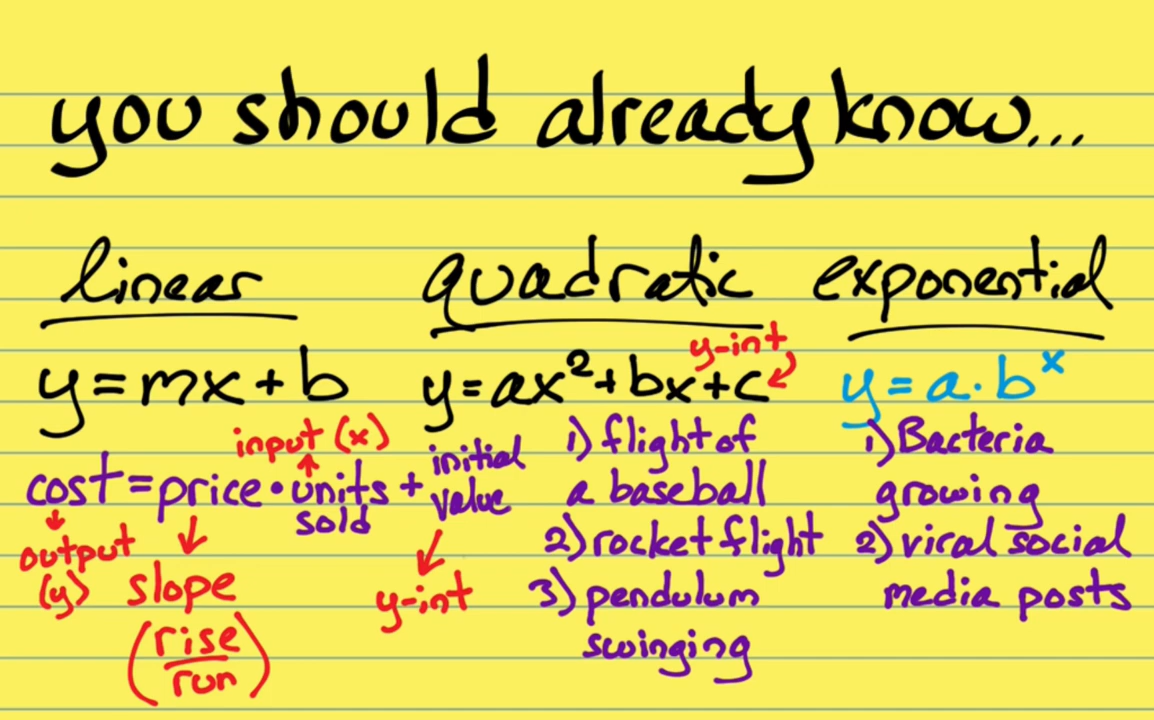 you should already know...
linear quadratic exponential
y-int
y = mx + b y = ax² + bx + c y = a · b^x
input (x) initial 1) flight of 1) Bacteria
cost = price · units + value a baseball growing
sold
output 2) rocket flight 2) viral social
(y) slope y-int 3) pendulum media posts
(rise/run) swinging